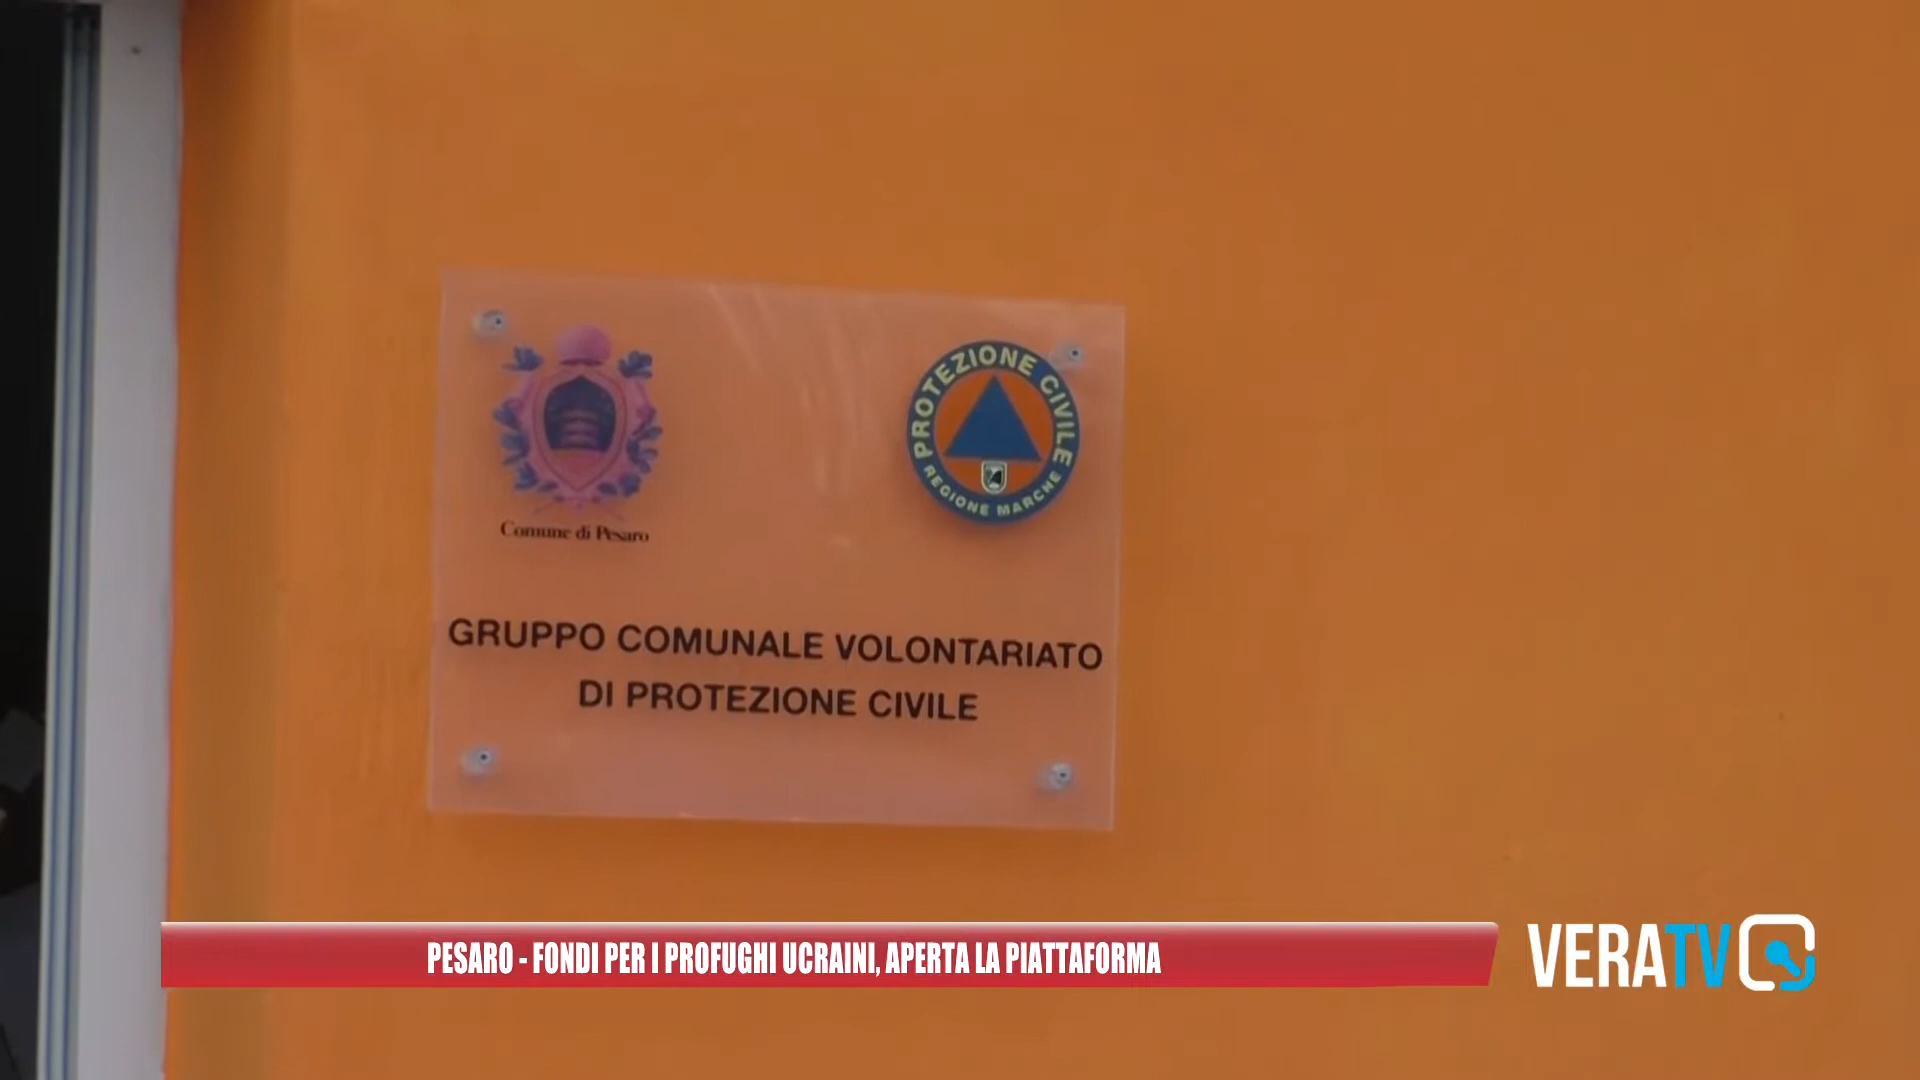 PROTEZIONE CIVILE
REGIONE MARCHE
Comune di Pesaro
GRUPPO COMUNALE VOLONTARIATO
DI PROTEZIONE CIVILE
PESARO - FONDI PER I PROFUGHI UCRAINI, APERTA LA PIATTAFORMA
VERATV